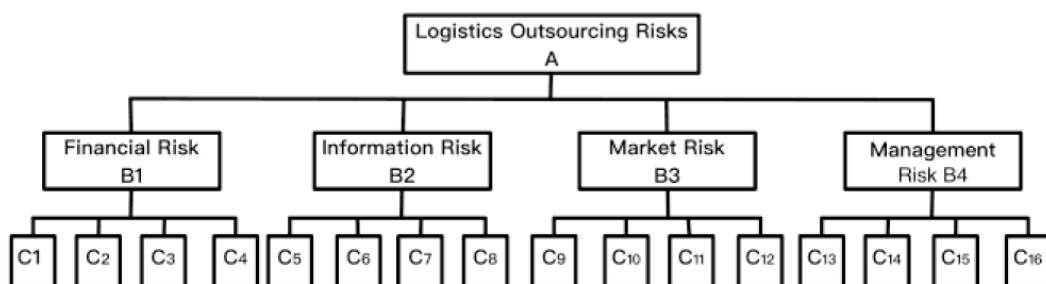 Logistics Outsourcing Risks
A
Financial Risk
B1
Information Risk
B2
Market Risk
B3
Management
Risk B4
C1 C2 C3 C4 C5 C6 C7 C8 C9 C10 C11 C12 C13 C14 C15 C16